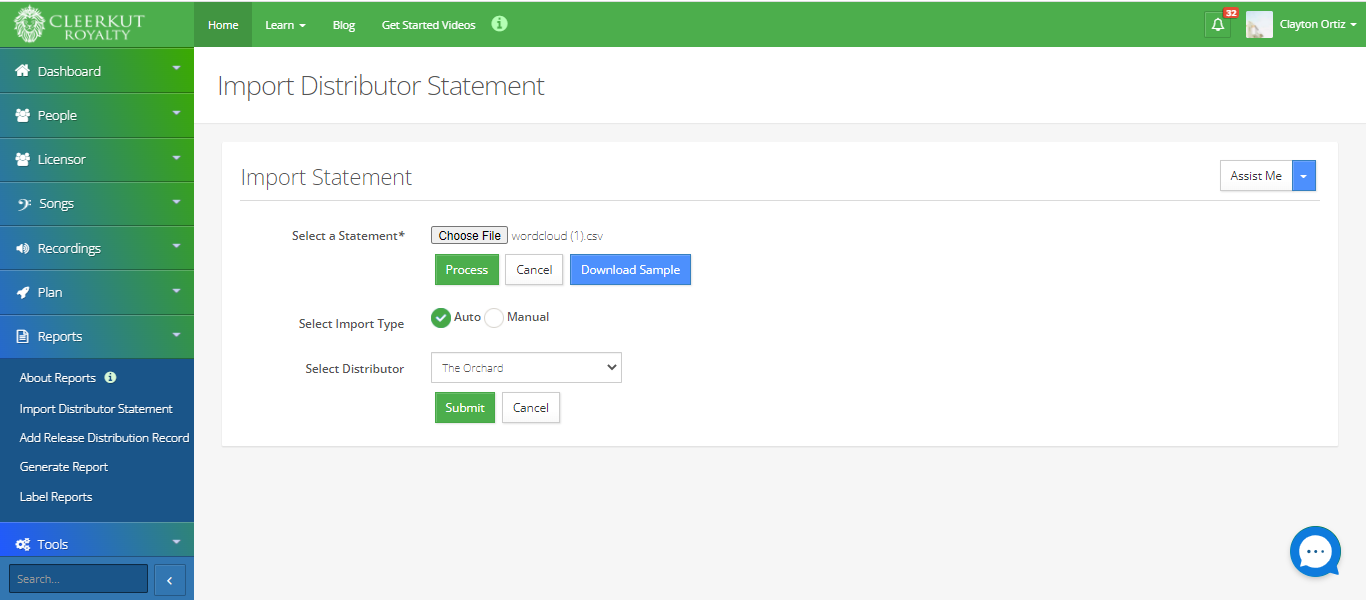 CLEERKUT
ROYALTY
Home Learn Blog Get Started Videos
32
Clayton Ortiz
Dashboard
People
Licensor
Songs
Recordings
Plan
Reports
About Reports
Import Distributor Statement
Add Release Distribution Record
Generate Report
Label Reports
Tools
Search...
Import Distributor Statement
Import Statement
Assist Me
Select a Statement* Choose File wordcloud (1).csv
Process Cancel Download Sample
Select Import Type Auto Manual
Select Distributor The Orchard
Submit Cancel